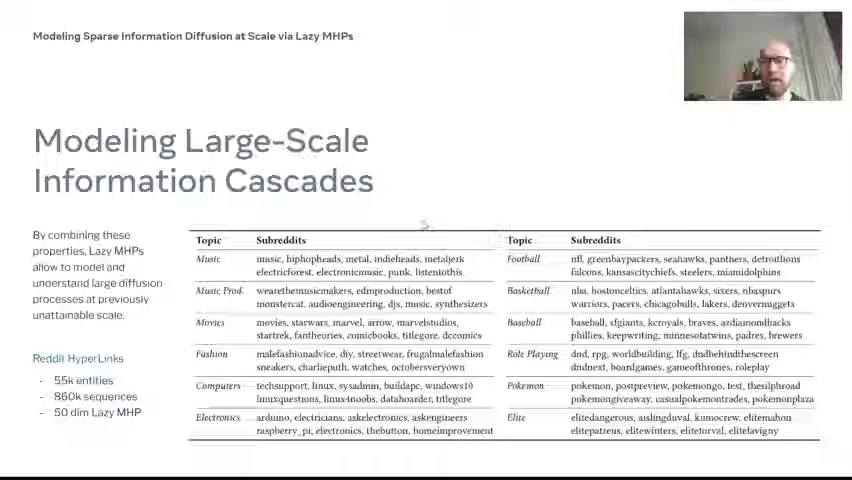 Modeling Sparse Information Diffusion at Scale via Lazy MHPs
Modeling Large-Scale
Information Cascades
By combining these
properties, Lazy MHPs
allow to model and
understand large diffusion
processes at previously
unattainable scale.
Reddit HyperLinks
- 55k entities
- 860k sequences
- 50 dim Lazy MHP
Topic Subreddits Topic Subreddits
Music music, hiphopheads, metal, indieheads, metaljerk Football nfl, greenbaypackers, seahawks, panthers, detroitlions
electricforest, electronicmusic, punk, listentothis falcons, kansascitychiefs, steelers, miamidolphins
Music Prod. wearethemusicmakers, edmproduction, bestof Basketball nba, bostonceltics, atlantahawks, sixers, nbaspurs
monstercat, audioengineering, djs, music, synthesizers warriors, pacers, chicagobulls, lakers, denvernuggets
Movies movies, starwars, marvel, arrow, marvelstudios, Baseball baseball, sfgiants, kcroyals, braves, azdiamondbacks
startrek, fantheories, comicbooks, titlegore, dccomics phillies, keepwriting, minnesotatwins, padres, brewers
Fashion malefashionadvice, diy, streetwear, frugalmalefashion Role Playing dnd, rpg, worldbuilding, lfg, dndbehindthescreen
sneakers, charlieputh, watches, octobersveryown dndnext, boardgames, gameofthrones, roleplay
Computers techsupport, linux, sysadmin, buildapc, windows10 Pokemon pokemon, postpreview, pokemongo, test, thesilphroad
linuxquestions, linux4noobs, datahoarder, titlegore pokemongiveaway, casualpokemontrades, pokemonplaza
Electronics arduino, electricians, askelectronics, askengineers Elite elitedangerous, aislingduval, kumocrew, elitemahon
raspberry_pi, electronics, thebutton, homeimprovement elitepatreus, elitewinters, elitetorval, elitelavigny